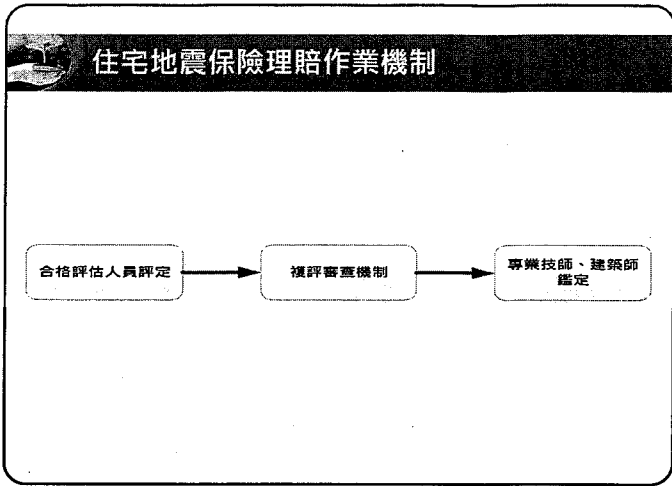 住宅地震保險理賠作業機制
合格評估人員評定
複評審查機制
專業技師、建築師
鑑定